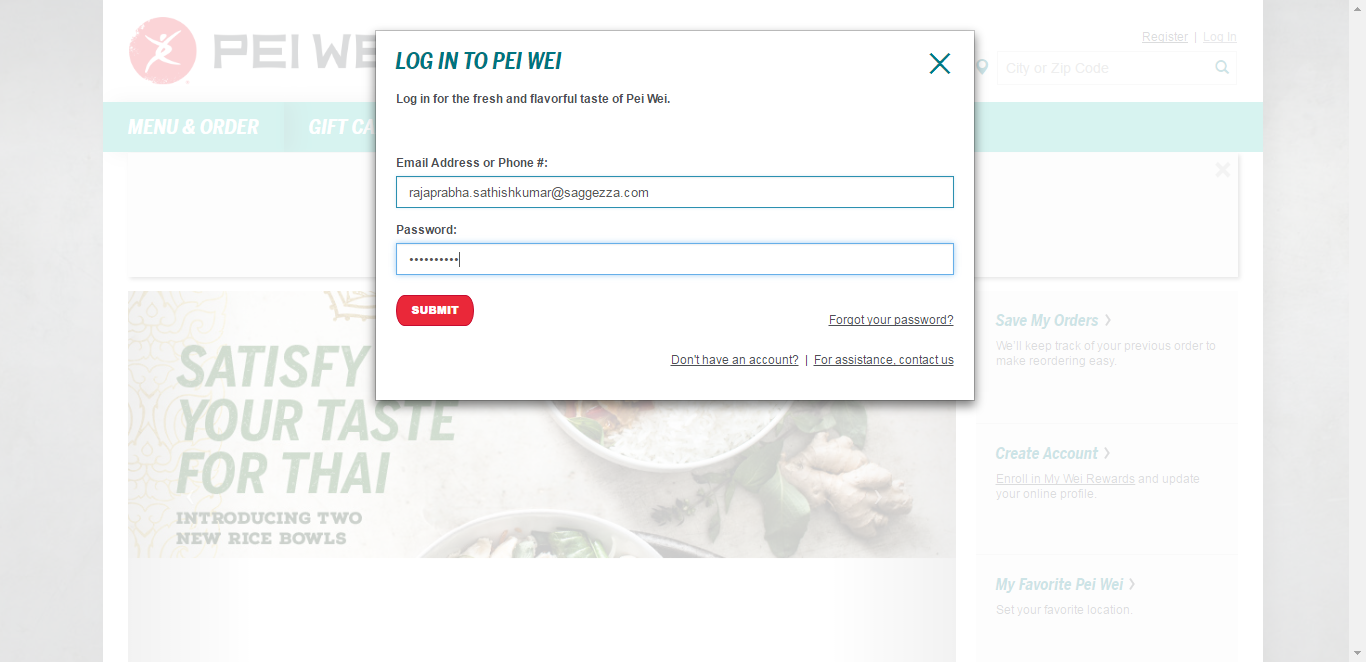 PEI WE
Register | Log In
City or Zip Code
MENU & ORDER
GIFT CA
LOG IN TO PEI WEI
Log in for the fresh and flavorful taste of Pei Wei.
Email Address or Phone #:
rajaprabha.sathishkumar@saggezza.com
Password:
••••••••••
SUBMIT
Forgot your password?
Don't have an account? | For assistance, contact us
SATISFY
YOUR TASTE
FOR THAI
INTRODUCING TWO
NEW RICE BOWLS
Save My Orders
We'll keep track of your previous order to
make reordering easy.
Create Account
Enroll in My Wei Rewards and update
your online profile.
My Favorite Pei Wei
Set your favorite location.